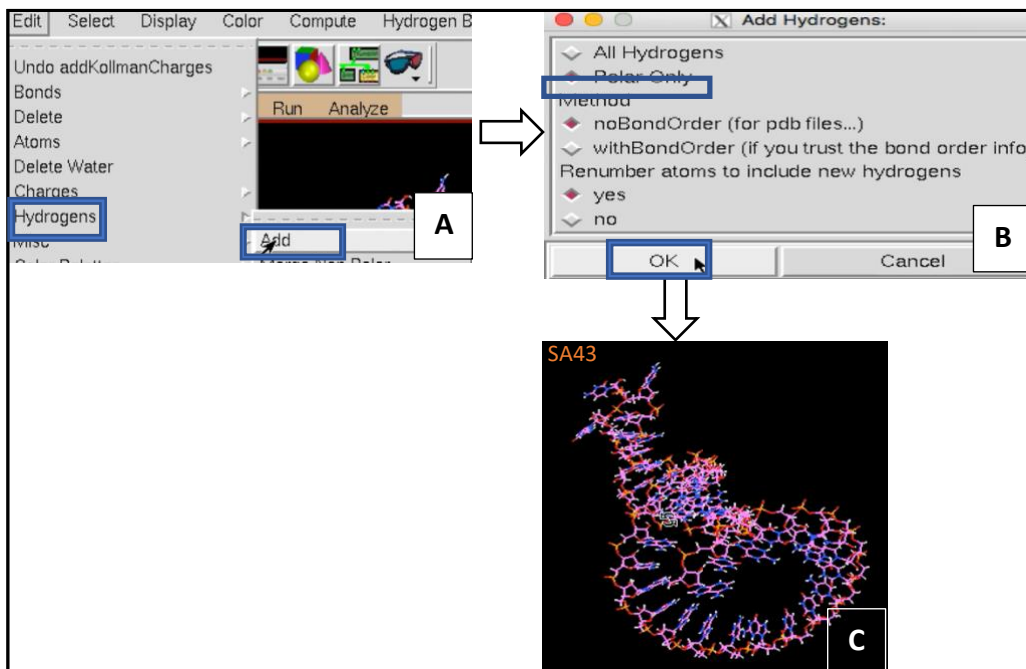 Edit Select Display Color Compute Hydrogen B
Undo addKollmanCharges
Bonds
Delete
Atoms
Delete Water
Charges
Hydrogens
Misc
Run Analyze
Add
A
X Add Hydrogens:
All Hydrogens
Polar Only
Method
noBondOrder (for pdb files...)
withBondOrder (if you trust the bond order info
Renumber atoms to include new hydrogens
yes
no
B
OK Cancel
SA43
C